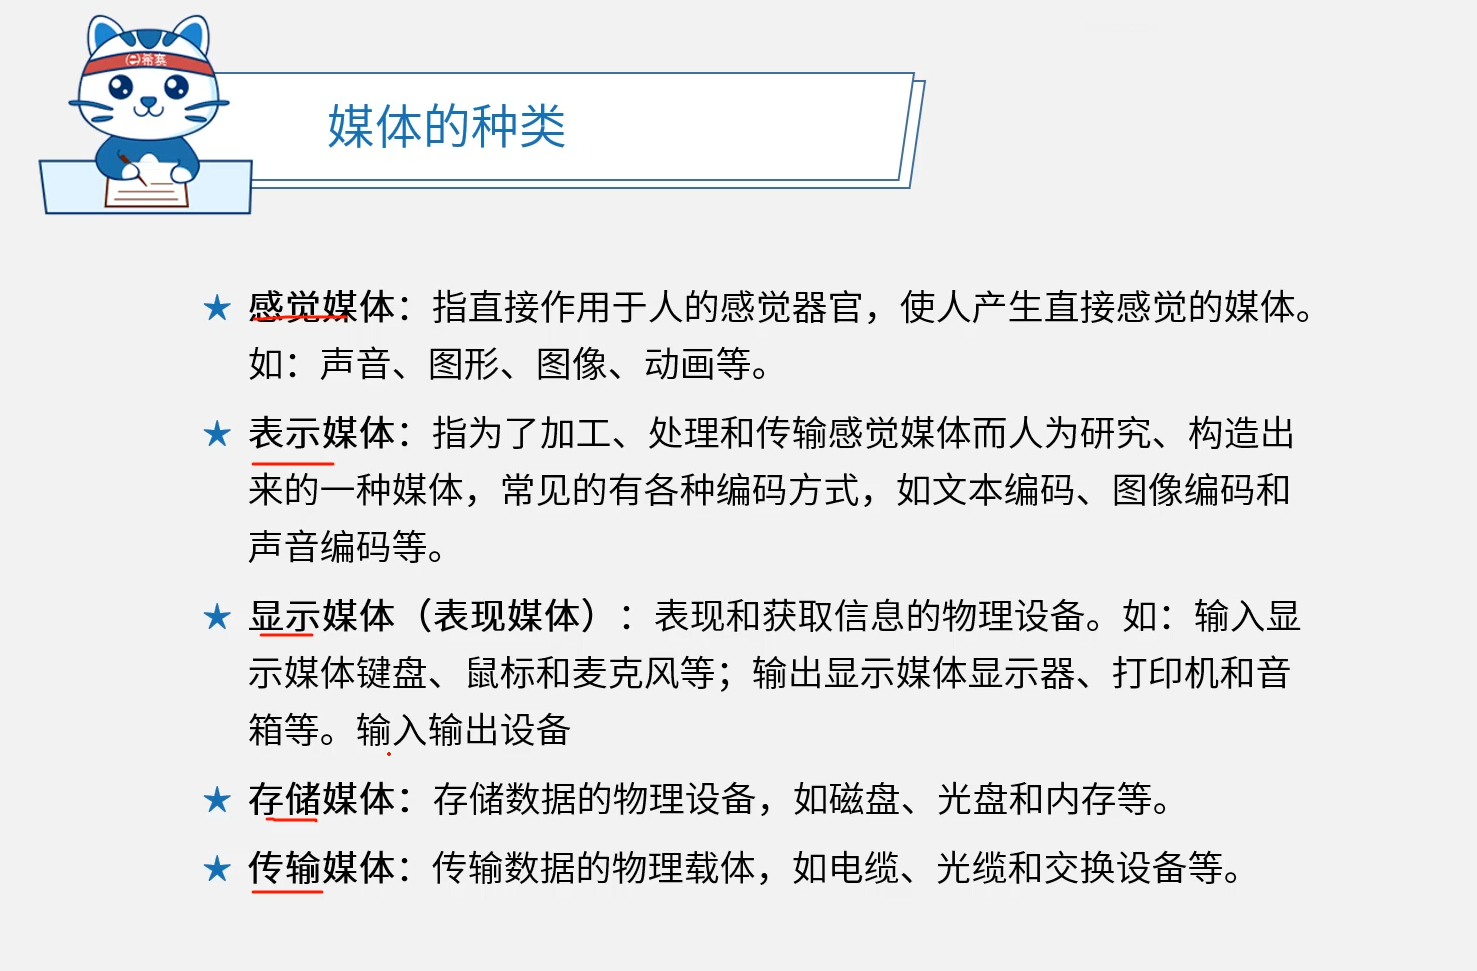 希赛
媒体的种类
★ 感觉媒体：指直接作用于人的感觉器官，使人产生直接感觉的媒体。
如：声音、图形、图像、动画等。
★ 表示媒体：指为了加工、处理和传输感觉媒体而人为研究、构造出
来的一种媒体，常见的有各种编码方式，如文本编码、图像编码和
声音编码等。
★ 显示媒体（表现媒体）：表现和获取信息的物理设备。如：输入显
示媒体键盘、鼠标和麦克风等；输出显示媒体显示器、打印机和音
箱等。输入输出设备
★ 存储媒体：存储数据的物理设备，如磁盘、光盘和内存等。
★ 传输媒体：传输数据的物理载体，如电缆、光缆和交换设备等。